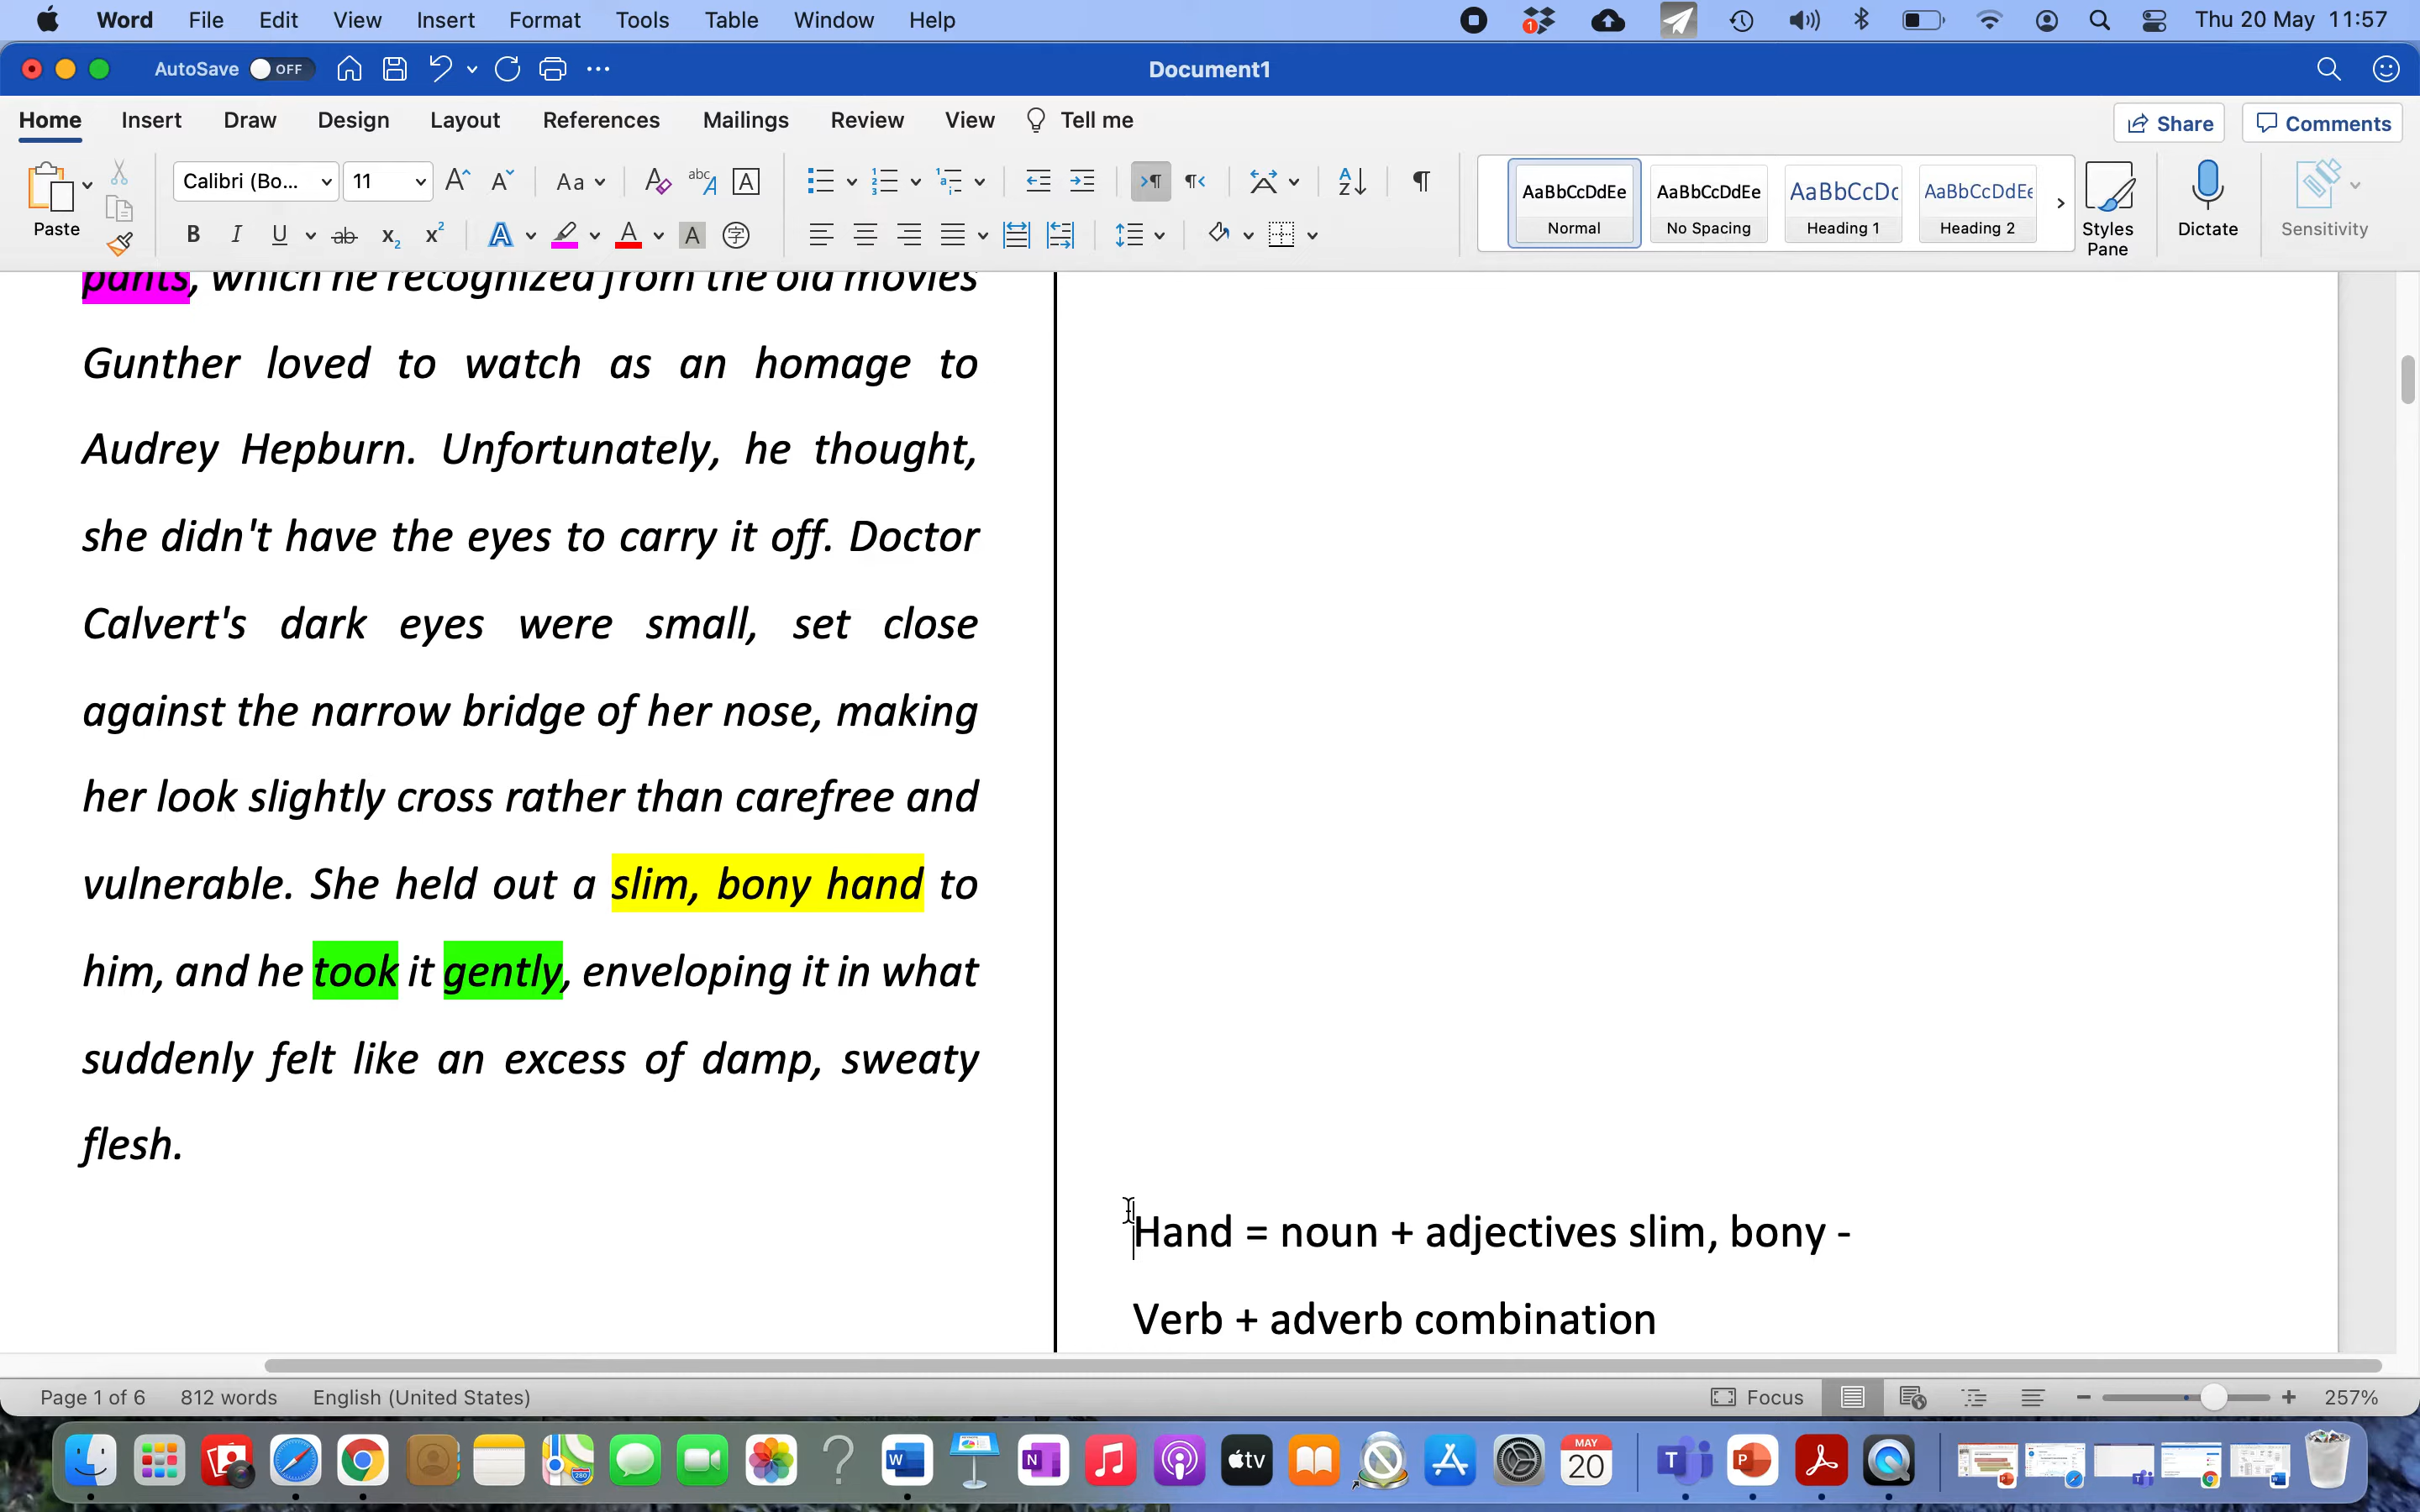 Word File Edit View Insert Format Tools Table Window Help Thu 20 May 11:57
AutoSave OFF Document1
Home Insert Draw Design Layout References Mailings Review View Tell me Share Comments
Calibri (Bo... 11 Aa
Paste
AaBbCcDdEe AaBbCcDdEe AaBbCcDc AaBbCcDdEe
Normal No Spacing Heading 1 Heading 2
Styles Pane
Dictate
Sensitivity
pants, which he recognized from the old movies
Gunther loved to watch as an homage to
Audrey Hepburn. Unfortunately, he thought,
she didn't have the eyes to carry it off. Doctor
Calvert's dark eyes were small, set close
against the narrow bridge of her nose, making
her look slightly cross rather than carefree and
vulnerable. She held out a slim, bony hand to
him, and he took it gently, enveloping it in what
suddenly felt like an excess of damp, sweaty
flesh.
Hand = noun + adjectives slim, bony -
Verb + adverb combination
Page 1 of 6 812 words English (United States) Focus 257%
tv
MAY
20